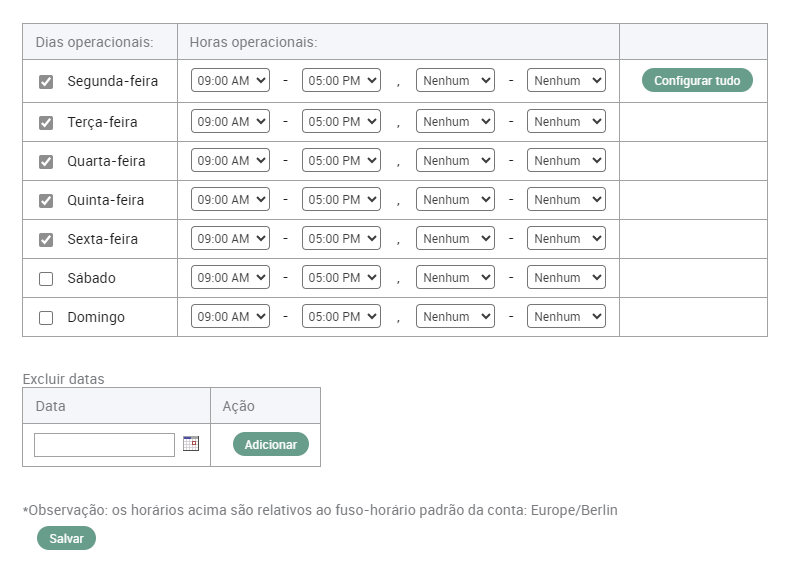 Dias operacionais: Horas operacionais:
Segunda-feira 09:00 AM - 05:00 PM , Nenhum - Nenhum Configurar tudo
Terça-feira 09:00 AM - 05:00 PM , Nenhum - Nenhum
Quarta-feira 09:00 AM - 05:00 PM , Nenhum - Nenhum
Quinta-feira 09:00 AM - 05:00 PM , Nenhum - Nenhum
Sexta-feira 09:00 AM - 05:00 PM , Nenhum - Nenhum
Sábado 09:00 AM - 05:00 PM , Nenhum - Nenhum
Domingo 09:00 AM - 05:00 PM , Nenhum - Nenhum
Excluir datas
Data Ação
Adicionar
*Observação: os horários acima são relativos ao fuso-horário padrão da conta: Europe/Berlin
Salvar